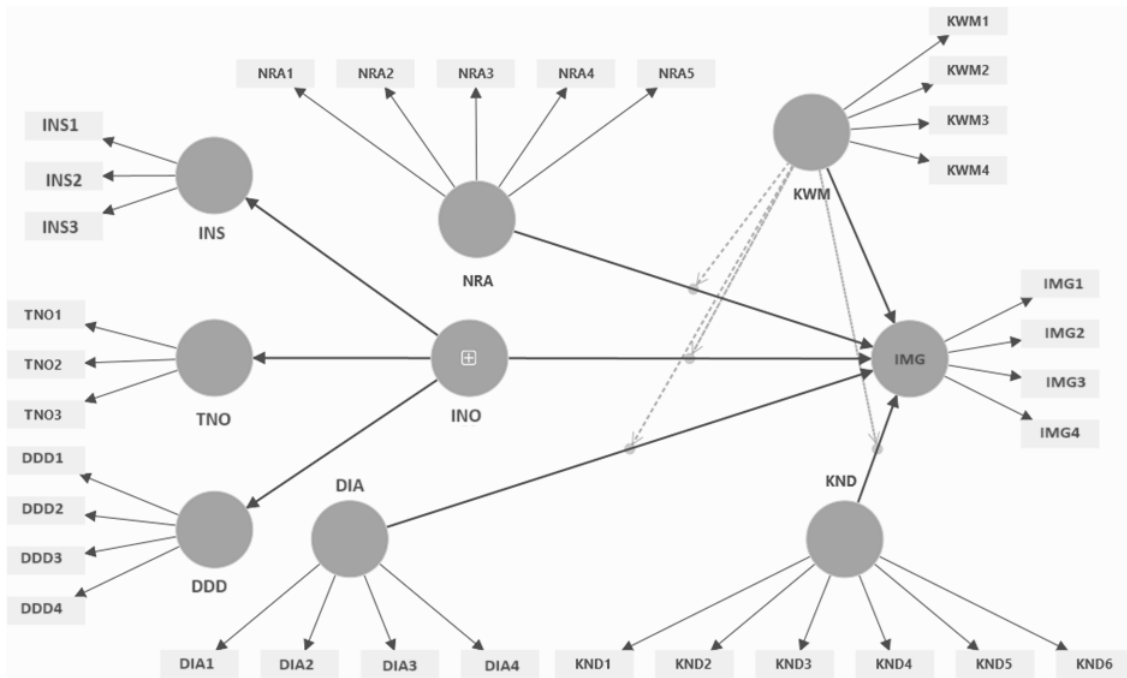 KWM1
KWM2
KWM3
KWM4
KWM
NRA1
NRA2
NRA3
NRA4
NRA5
NRA
INS1
INS2
INS3
INS
TNO1
TNO2
TNO3
TNO
INO
IMG
IMG1
IMG2
IMG3
IMG4
DDD1
DDD2
DDD3
DDD4
DDD
DIA
DIA1
DIA2
DIA3
DIA4
KND
KND1
KND2
KND3
KND4
KND5
KND6